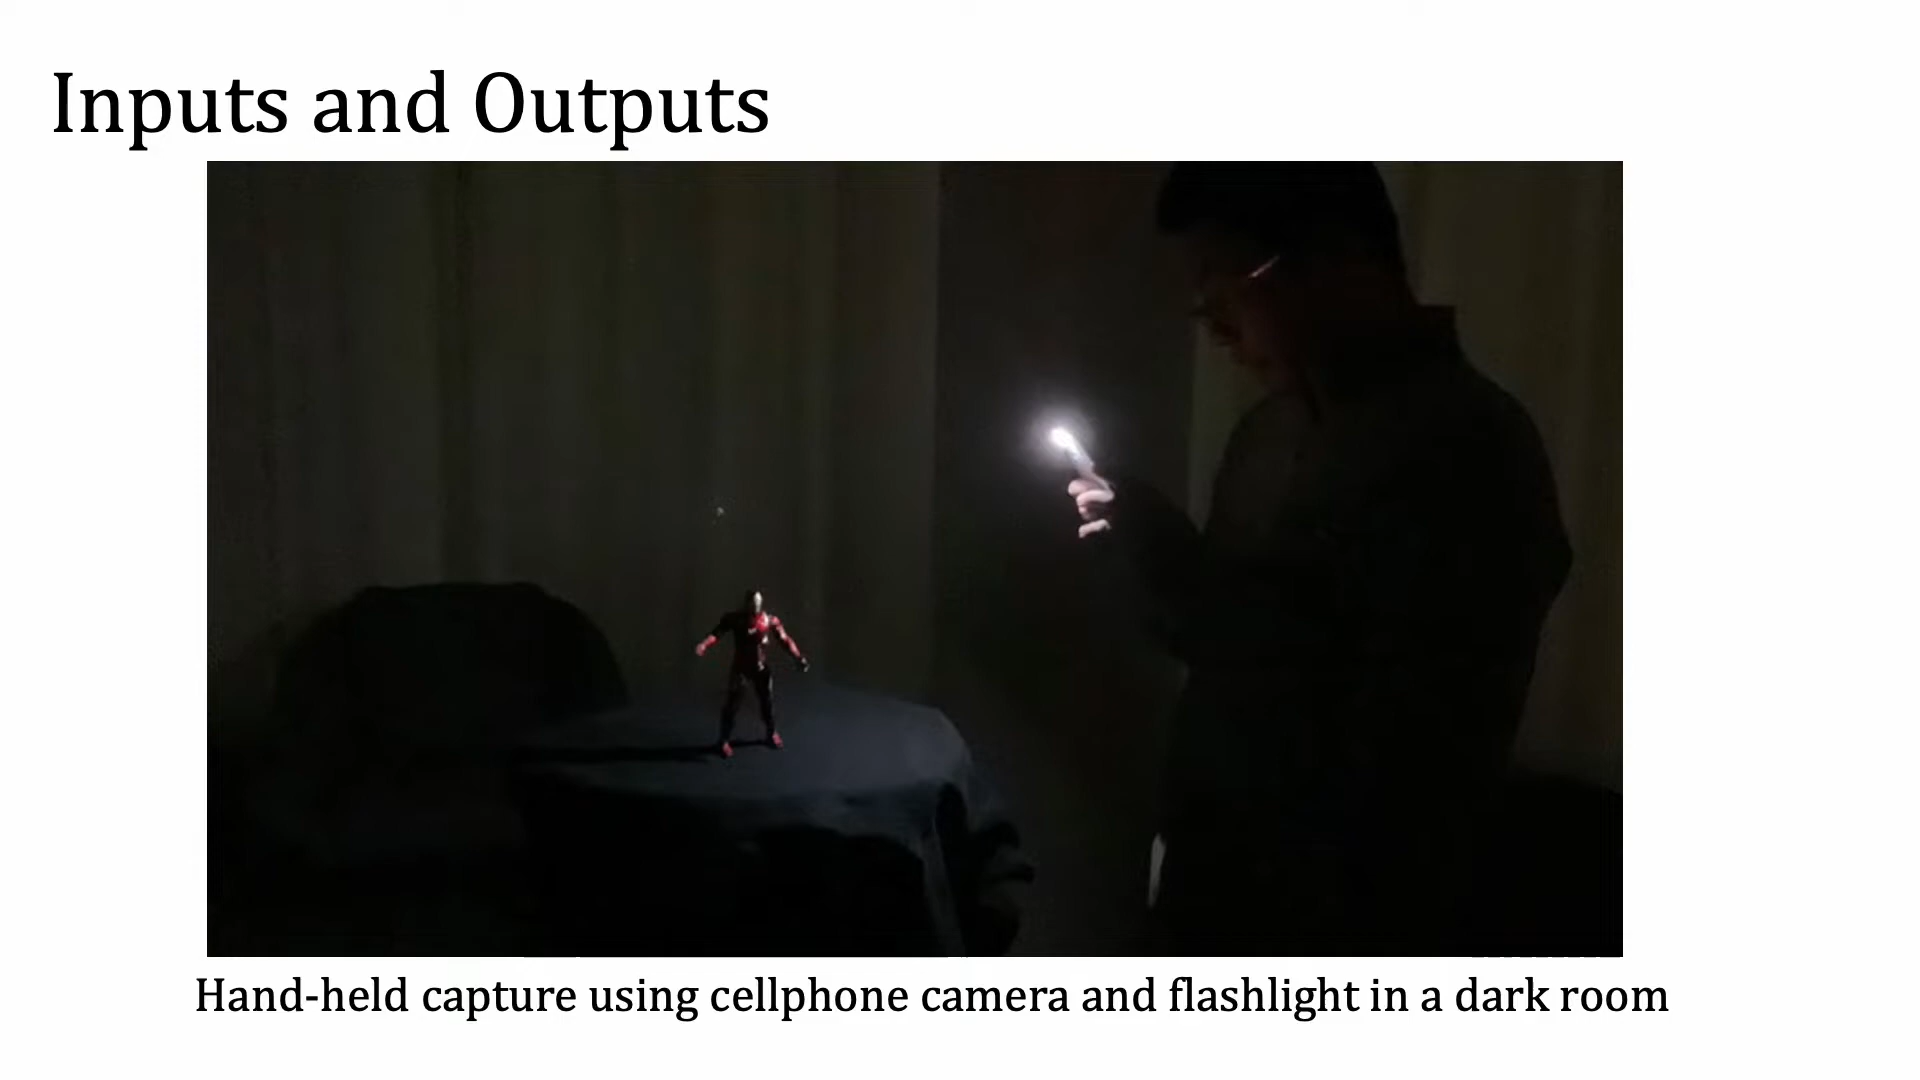 Inputs and Outputs
Hand-held capture using cellphone camera and flashlight in a dark room